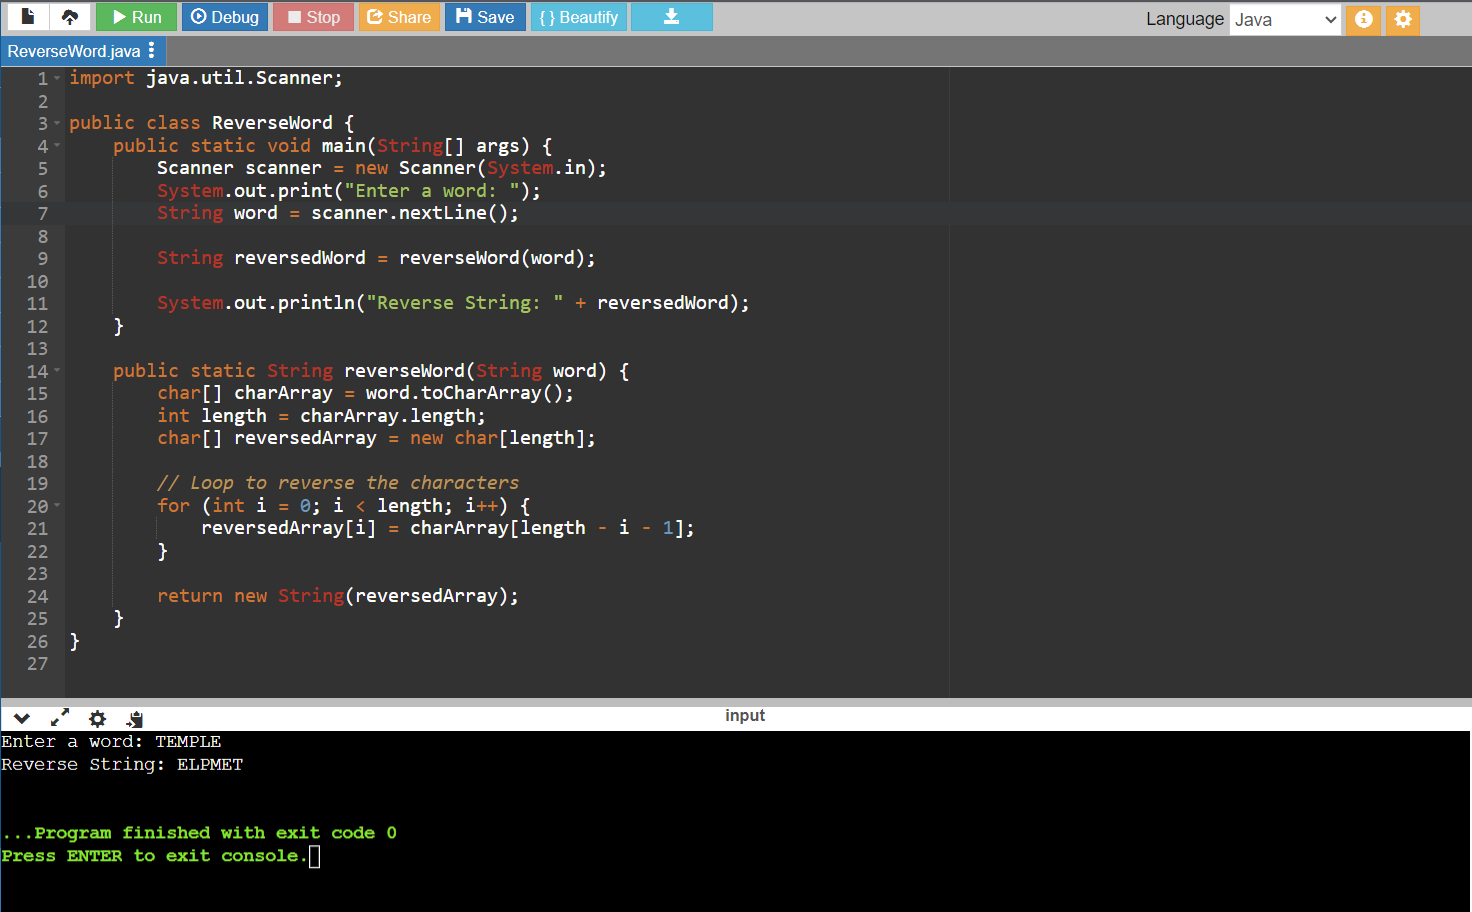 Run Debug Stop Share Save { } Beautify Language Java
ReverseWord.java
1 import java.util.Scanner;
2
3 public class ReverseWord {
4     public static void main(String[] args) {
5         Scanner scanner = new Scanner(System.in);
6         System.out.print("Enter a word: ");
7         String word = scanner.nextLine();
8
9         String reversedWord = reverseWord(word);
10
11         System.out.println("Reverse String: " + reversedWord);
12     }
13
14     public static String reverseWord(String word) {
15         char[] charArray = word.toCharArray();
16         int length = charArray.length;
17         char[] reversedArray = new char[length];
18
19         // Loop to reverse the characters
20         for (int i = 0; i < length; i++) {
21             reversedArray[i] = charArray[length - i - 1];
22         }
23
24         return new String(reversedArray);
25     }
26 }
27
input
Enter a word: TEMPLE
Reverse String: ELPMET
...Program finished with exit code 0
Press ENTER to exit console.